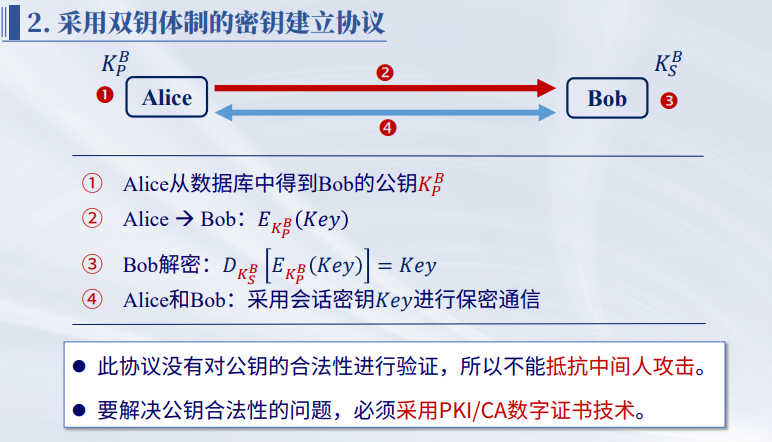 2. 采用双钥体制的密钥建立协议
K_P^B
K_S^B
❷
❶ Alice
Bob ❸
❹
① Alice从数据库中得到Bob的公钥K_P^B
② Alice → Bob：E_{K_P^B}(Key)
③ Bob解密：D_{K_S^B}[E_{K_P^B}(Key)] = Key
④ Alice和Bob：采用会话密钥Key进行保密通信
● 此协议没有对公钥的合法性进行验证，所以不能抵抗中间人攻击。
● 要解决公钥合法性的问题，必须采用PKI/CA数字证书技术。